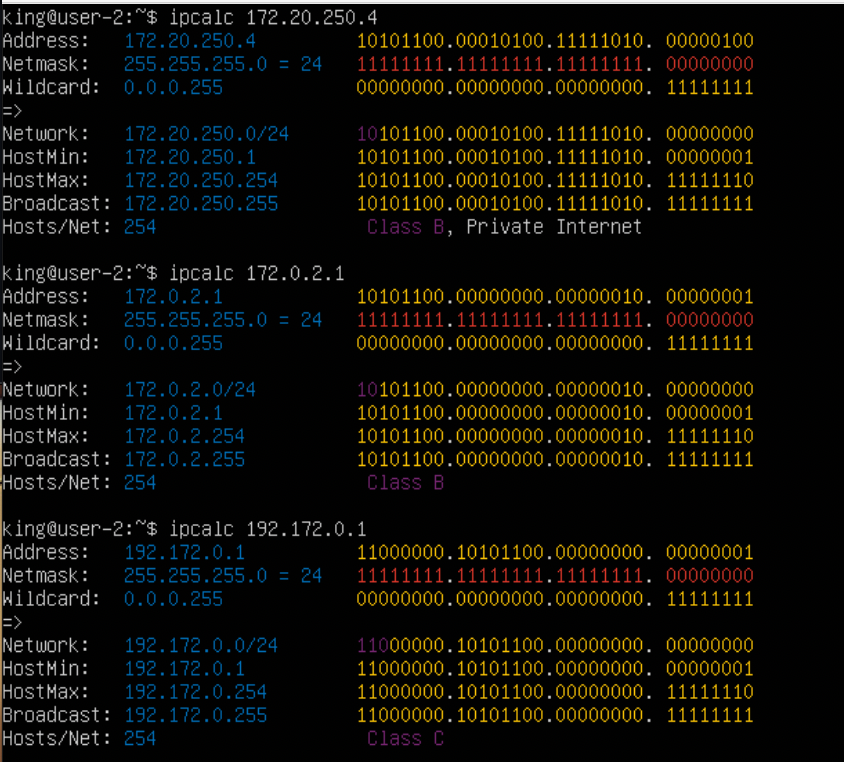 king@user-2:~$ ipcalc 172.20.250.4
Address:   172.20.250.4         10101100.00010100.11111010. 00000100
Netmask:   255.255.255.0 = 24   11111111.11111111.11111111. 00000000
Wildcard:  0.0.0.255            00000000.00000000.00000000. 11111111
=>
Network:   172.20.250.0/24      10101100.00010100.11111010. 00000000
HostMin:   172.20.250.1         10101100.00010100.11111010. 00000001
HostMax:   172.20.250.254       10101100.00010100.11111010. 11111110
Broadcast: 172.20.250.255       10101100.00010100.11111010. 11111111
Hosts/Net: 254                   Class B, Private Internet
king@user-2:~$ ipcalc 172.0.2.1
Address:   172.0.2.1            10101100.00000000.00000010. 00000001
Netmask:   255.255.255.0 = 24   11111111.11111111.11111111. 00000000
Wildcard:  0.0.0.255            00000000.00000000.00000000. 11111111
=>
Network:   172.0.2.0/24         10101100.00000000.00000010. 00000000
HostMin:   172.0.2.1            10101100.00000000.00000010. 00000001
HostMax:   172.0.2.254          10101100.00000000.00000010. 11111110
Broadcast: 172.0.2.255          10101100.00000000.00000010. 11111111
Hosts/Net: 254                   Class B
king@user-2:~$ ipcalc 192.172.0.1
Address:   192.172.0.1          11000000.10101100.00000000. 00000001
Netmask:   255.255.255.0 = 24   11111111.11111111.11111111. 00000000
Wildcard:  0.0.0.255            00000000.00000000.00000000. 11111111
=>
Network:   192.172.0.0/24       11000000.10101100.00000000. 00000000
HostMin:   192.172.0.1          11000000.10101100.00000000. 00000001
HostMax:   192.172.0.254        11000000.10101100.00000000. 11111110
Broadcast: 192.172.0.255        11000000.10101100.00000000. 11111111
Hosts/Net: 254                   Class C